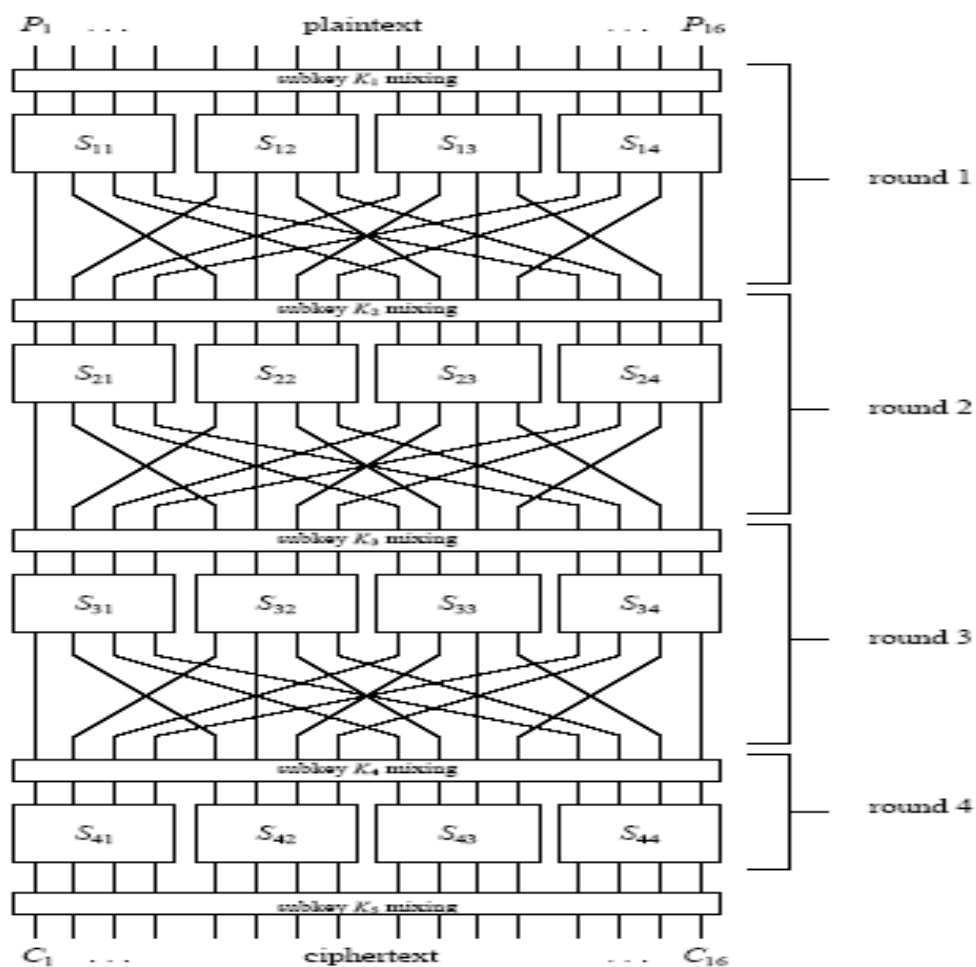 P₁ . . . plaintext . . . P₁₆
subkey K₁ mixing
S₁₁ S₁₂ S₁₃ S₁₄
round 1
subkey K₂ mixing
S₂₁ S₂₂ S₂₃ S₂₄
round 2
subkey K₃ mixing
S₃₁ S₃₂ S₃₃ S₃₄
round 3
subkey K₄ mixing
S₄₁ S₄₂ S₄₃ S₄₄
round 4
subkey K₅ mixing
C₁ . . . ciphertext . . . C₁₆